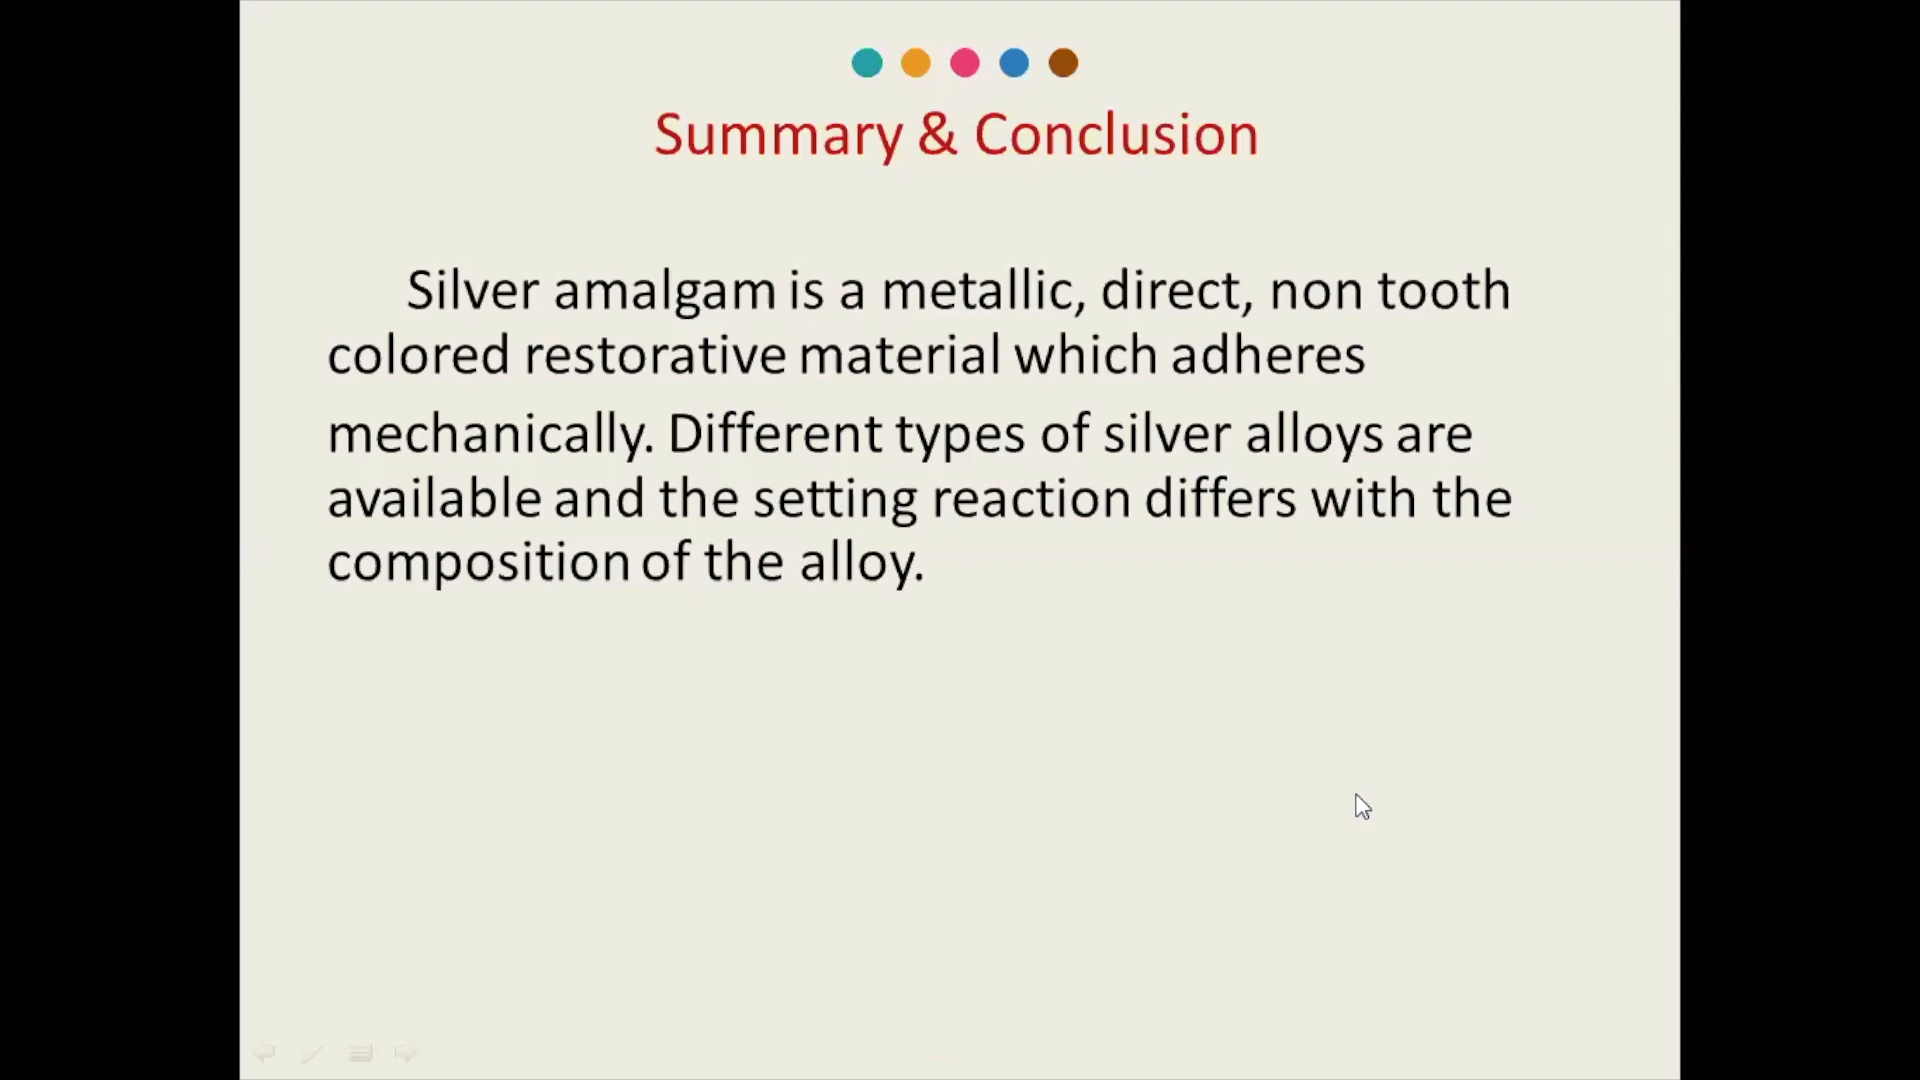 Summary & Conclusion
Silver amalgam is a metallic, direct, non tooth
colored restorative material which adheres
mechanically. Different types of silver alloys are
available and the setting reaction differs with the
composition of the alloy.